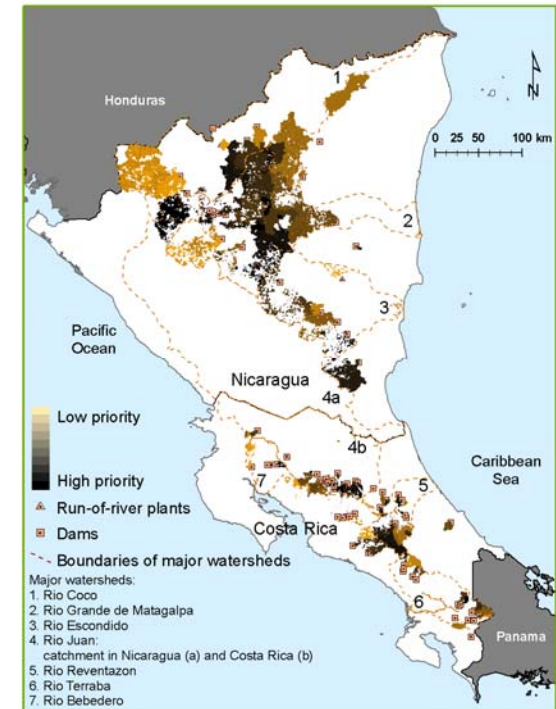 Honduras
1
N
0 25 50 100 km
2
3
Pacific
Ocean
Nicaragua
4a
4b
Low priority
High priority
7
5
Caribbean
Sea
Run-of-river plants
Costa Rica
Dams
Boundaries of major watersheds
6
Panama
Major watersheds:
1. Rio Coco
2. Rio Grande de Matagalpa
3. Rio Escondido
4. Rio Juan:
catchment in Nicaragua (a) and Costa Rica (b)
5. Rio Reventazon
6. Rio Terraba
7. Rio Bebedero